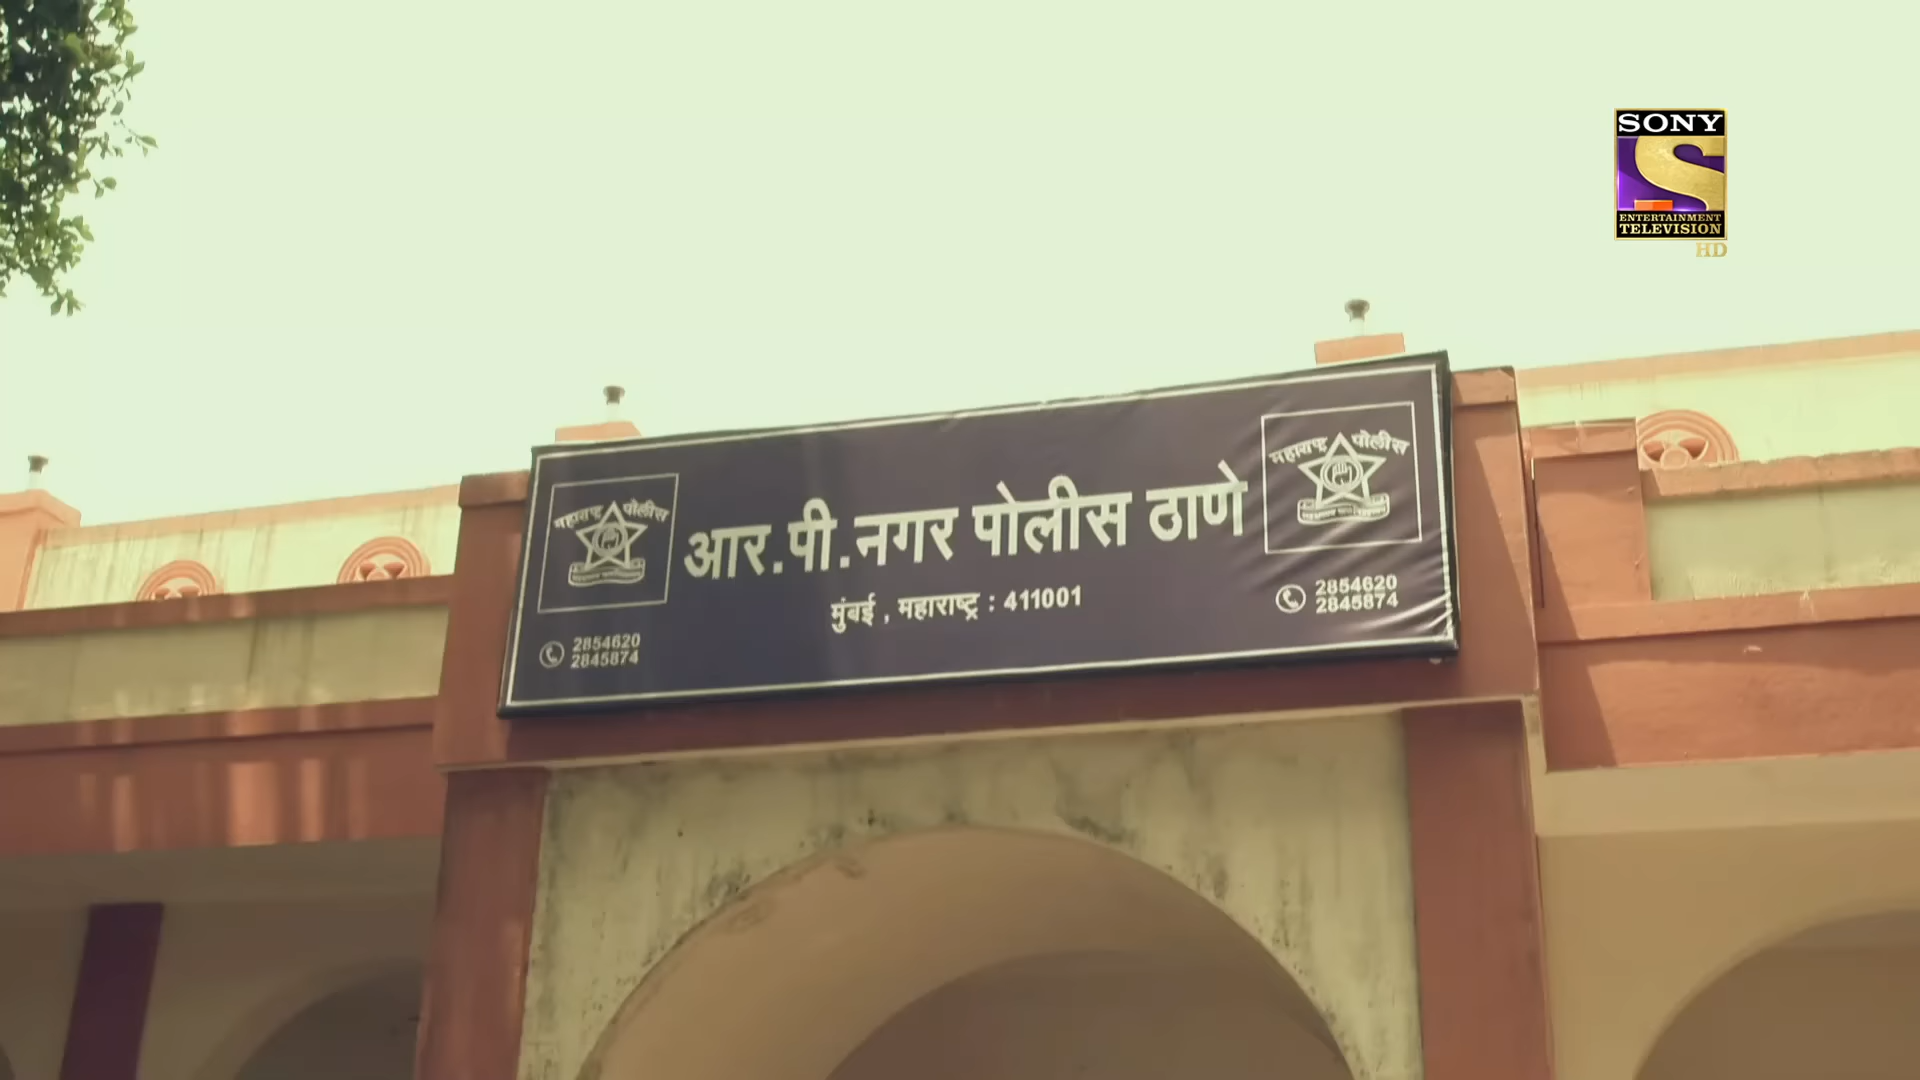 SONY
ENTERTAINMENT
TELEVISION
HD
महाराष्ट्र पोलीस
आर.पी.नगर पोलीस ठाणे
महाराष्ट्र पोलीस
मुंबई , महाराष्ट्र : 411001
2854620
2845874
2854620
2845874